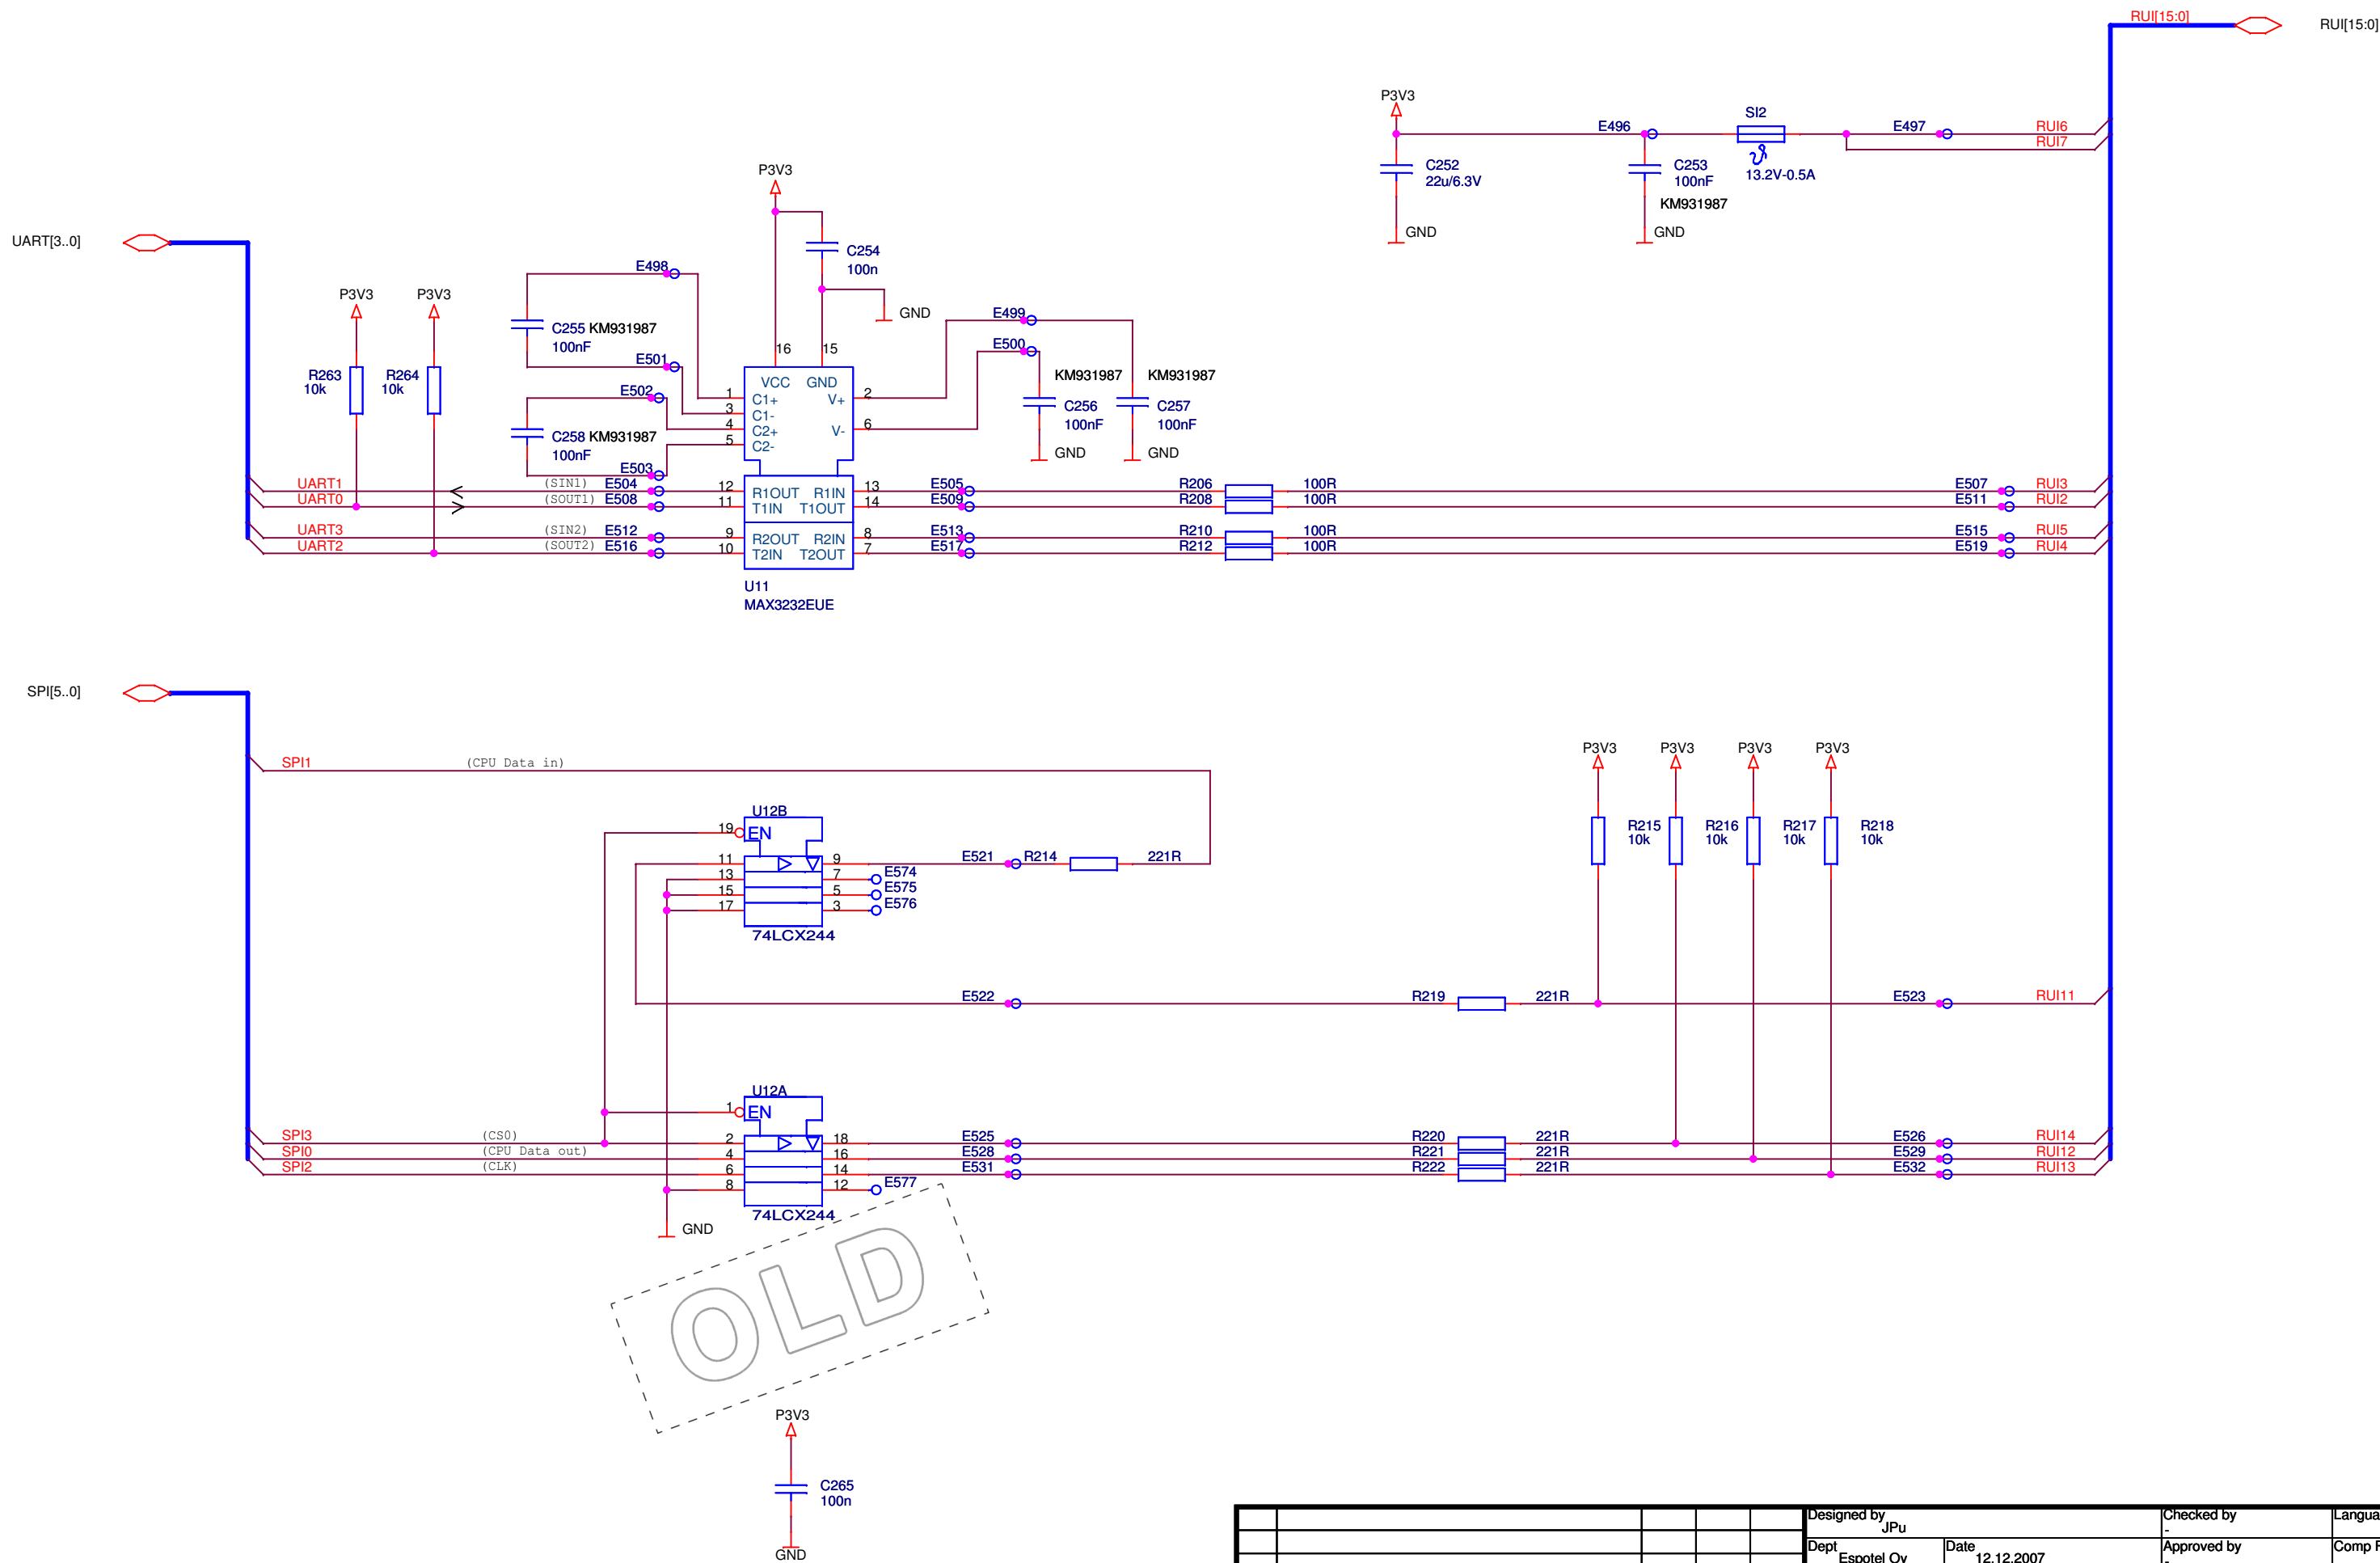 RUI[15:0]
RUI[15:0]
P3V3
SI2
E496
E497
RUI6
RUI7
C252
22u/6.3V
C253
100nF
13.2V-0.5A
KM931987
GND
GND
P3V3
UART[3..0]
C254
100n
E498
P3V3
P3V3
GND
E499
C255 KM931987
100nF
E500
16
15
E501
R263
10k
R264
10k
VCC
GND
KM931987
KM931987
E502
1
C1+
V+
2
3
C1-
C256
100nF
C257
100nF
4
C2+
V-
6
C258 KM931987
100nF
5
C2-
GND
GND
E503
UART1
(SIN1)
E504
12
R1OUT
R1IN
13
E505
R206
100R
E507
RUI3
UART0
(SOUT1)
E508
11
T1IN
T1OUT
14
E509
R208
100R
E511
RUI2
UART3
(SIN2)
E512
9
R2OUT
R2IN
8
E513
R210
100R
E515
RUI5
UART2
(SOUT2)
E516
10
T2IN
T2OUT
7
E517
R212
100R
E519
RUI4
U11
MAX3232EUE
SPI[5..0]
P3V3
P3V3
P3V3
P3V3
SPI1
(CPU Data in)
U12B
19
EN
R215
10k
R216
10k
R217
10k
R218
10k
11
9
E521
R214
221R
13
7
E574
15
5
E575
17
3
E576
74LCX244
E522
R219
221R
E523
RUI11
U12A
1
EN
SPI3
(CS0)
2
18
E525
R220
221R
E526
RUI14
SPI0
(CPU Data out)
4
16
E528
R221
221R
E529
RUI12
SPI2
(CLK)
6
14
E531
R222
221R
E532
RUI13
8
12
E577
74LCX244
GND
OLD
P3V3
C265
100n
GND
Designed by
JPu
Checked by
-
Dept
Espotel Oy
Date
12.12.2007
Approved by